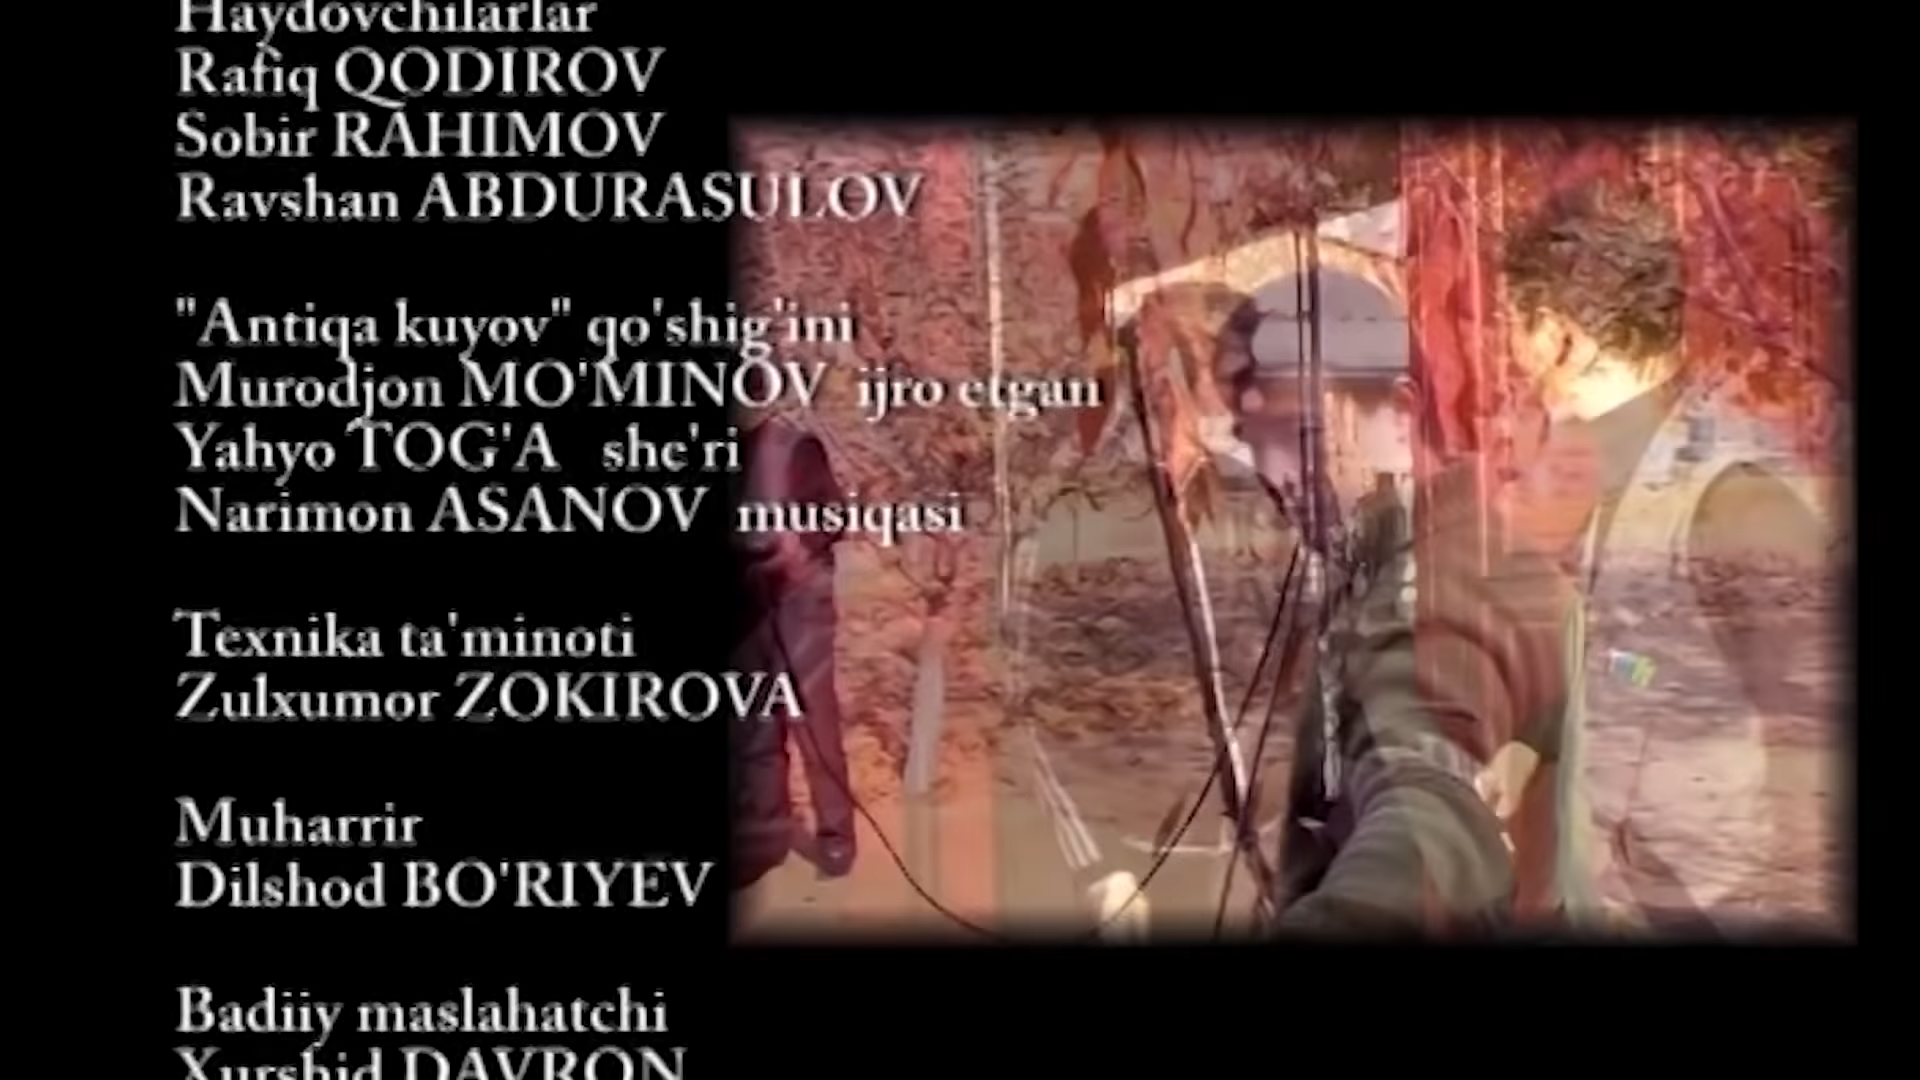 Haydovchilarlar
Rafiq QODIROV
Sobir RAHIMOV
Ravshan ABDURASULOV
"Antiqa kuyov" qo'shig'ini
Murodjon MO'MINOV ijro etgan
Yahyo TOG'A she'ri
Narimon ASANOV musiqasi
Texnika ta'minoti
Zulxumor ZOKIROVA
Muharrir
Dilshod BO'RIYEV
Badiiy maslahatchi
Xurshid DAVRON